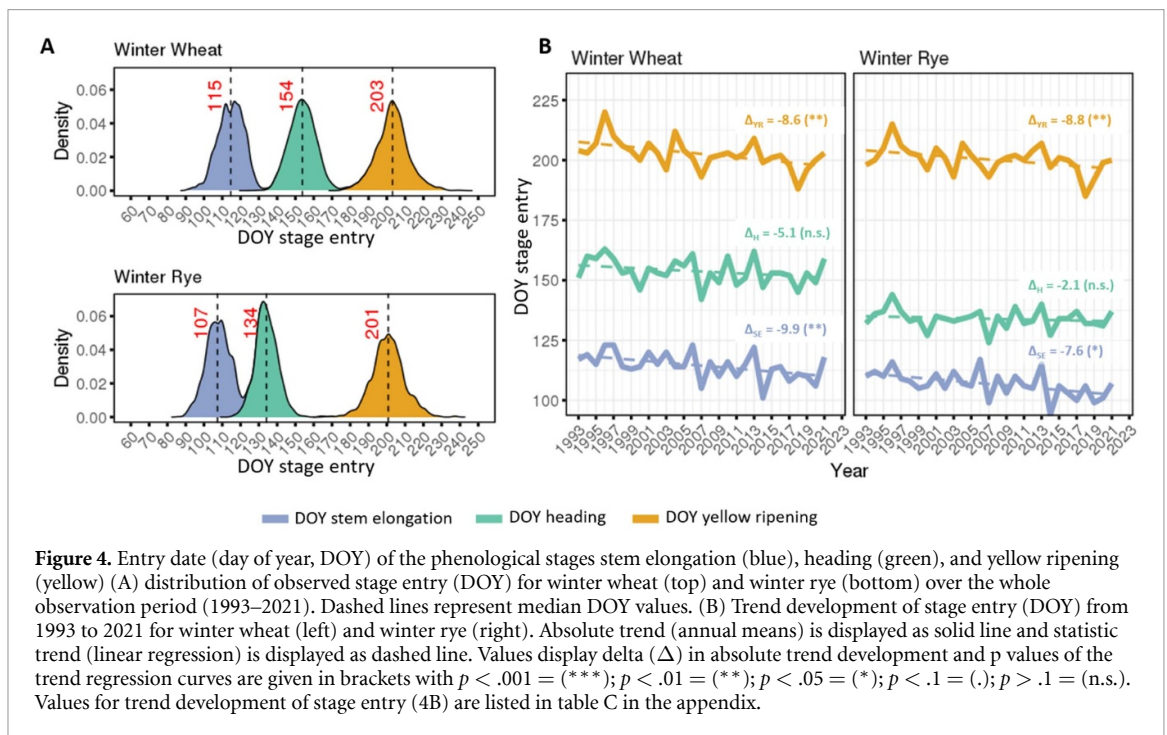 A
Winter Wheat
Density
0.06
0.04
0.02
0.00
115
154
203
60 70 80 90 100 110 120 130 140 150 160 170 180 190 200 210 220 230 240 250
DOY stage entry
Winter Rye
Density
0.06
0.04
0.02
0.00
107
134
201
60 70 80 90 100 110 120 130 140 150 160 170 180 190 200 210 220 230 240 250
DOY stage entry
B
Winter Wheat
Winter Rye
DOY stage entry
225
200
175
150
125
100
ΔYR = -8.6 (**)
ΔH = -5.1 (n.s.)
ΔSE = -9.9 (**)
ΔYR = -8.8 (**)
ΔH = -2.1 (n.s.)
ΔSE = -7.6 (*)
1993 1995 1997 1999 2001 2003 2005 2007 2009 2011 2013 2015 2017 2019 2021 2023
1993 1995 1997 1999 2001 2003 2005 2007 2009 2011 2013 2015 2017 2019 2021 2023
Year
DOY stem elongation DOY heading DOY yellow ripening
Figure 4. Entry date (day of year, DOY) of the phenological stages stem elongation (blue), heading (green), and yellow ripening
(yellow) (A) distribution of observed stage entry (DOY) for winter wheat (top) and winter rye (bottom) over the whole
observation period (1993–2021). Dashed lines represent median DOY values. (B) Trend development of stage entry (DOY) from
1993 to 2021 for winter wheat (left) and winter rye (right). Absolute trend (annual means) is displayed as solid line and statistic
trend (linear regression) is displayed as dashed line. Values display delta (Δ) in absolute trend development and p values of the
trend regression curves are given in brackets with p < .001 = (***); p < .01 = (**); p < .05 = (*); p < .1 = (.); p > .1 = (n.s.).
Values for trend development of stage entry (4B) are listed in table C in the appendix.